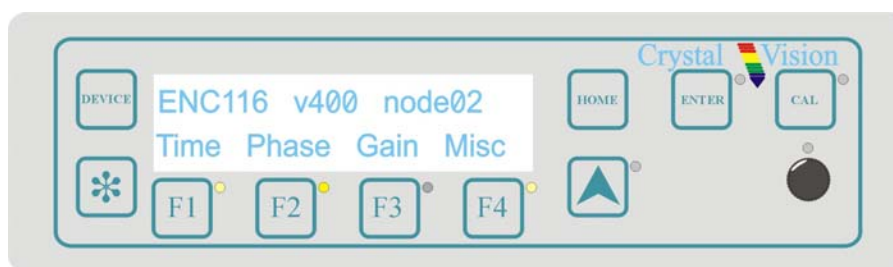 Crystal Vision
DEVICE
ENC116 v400 node02
Time Phase Gain Misc
HOME
ENTER
CAL
F1
F2
F3
F4